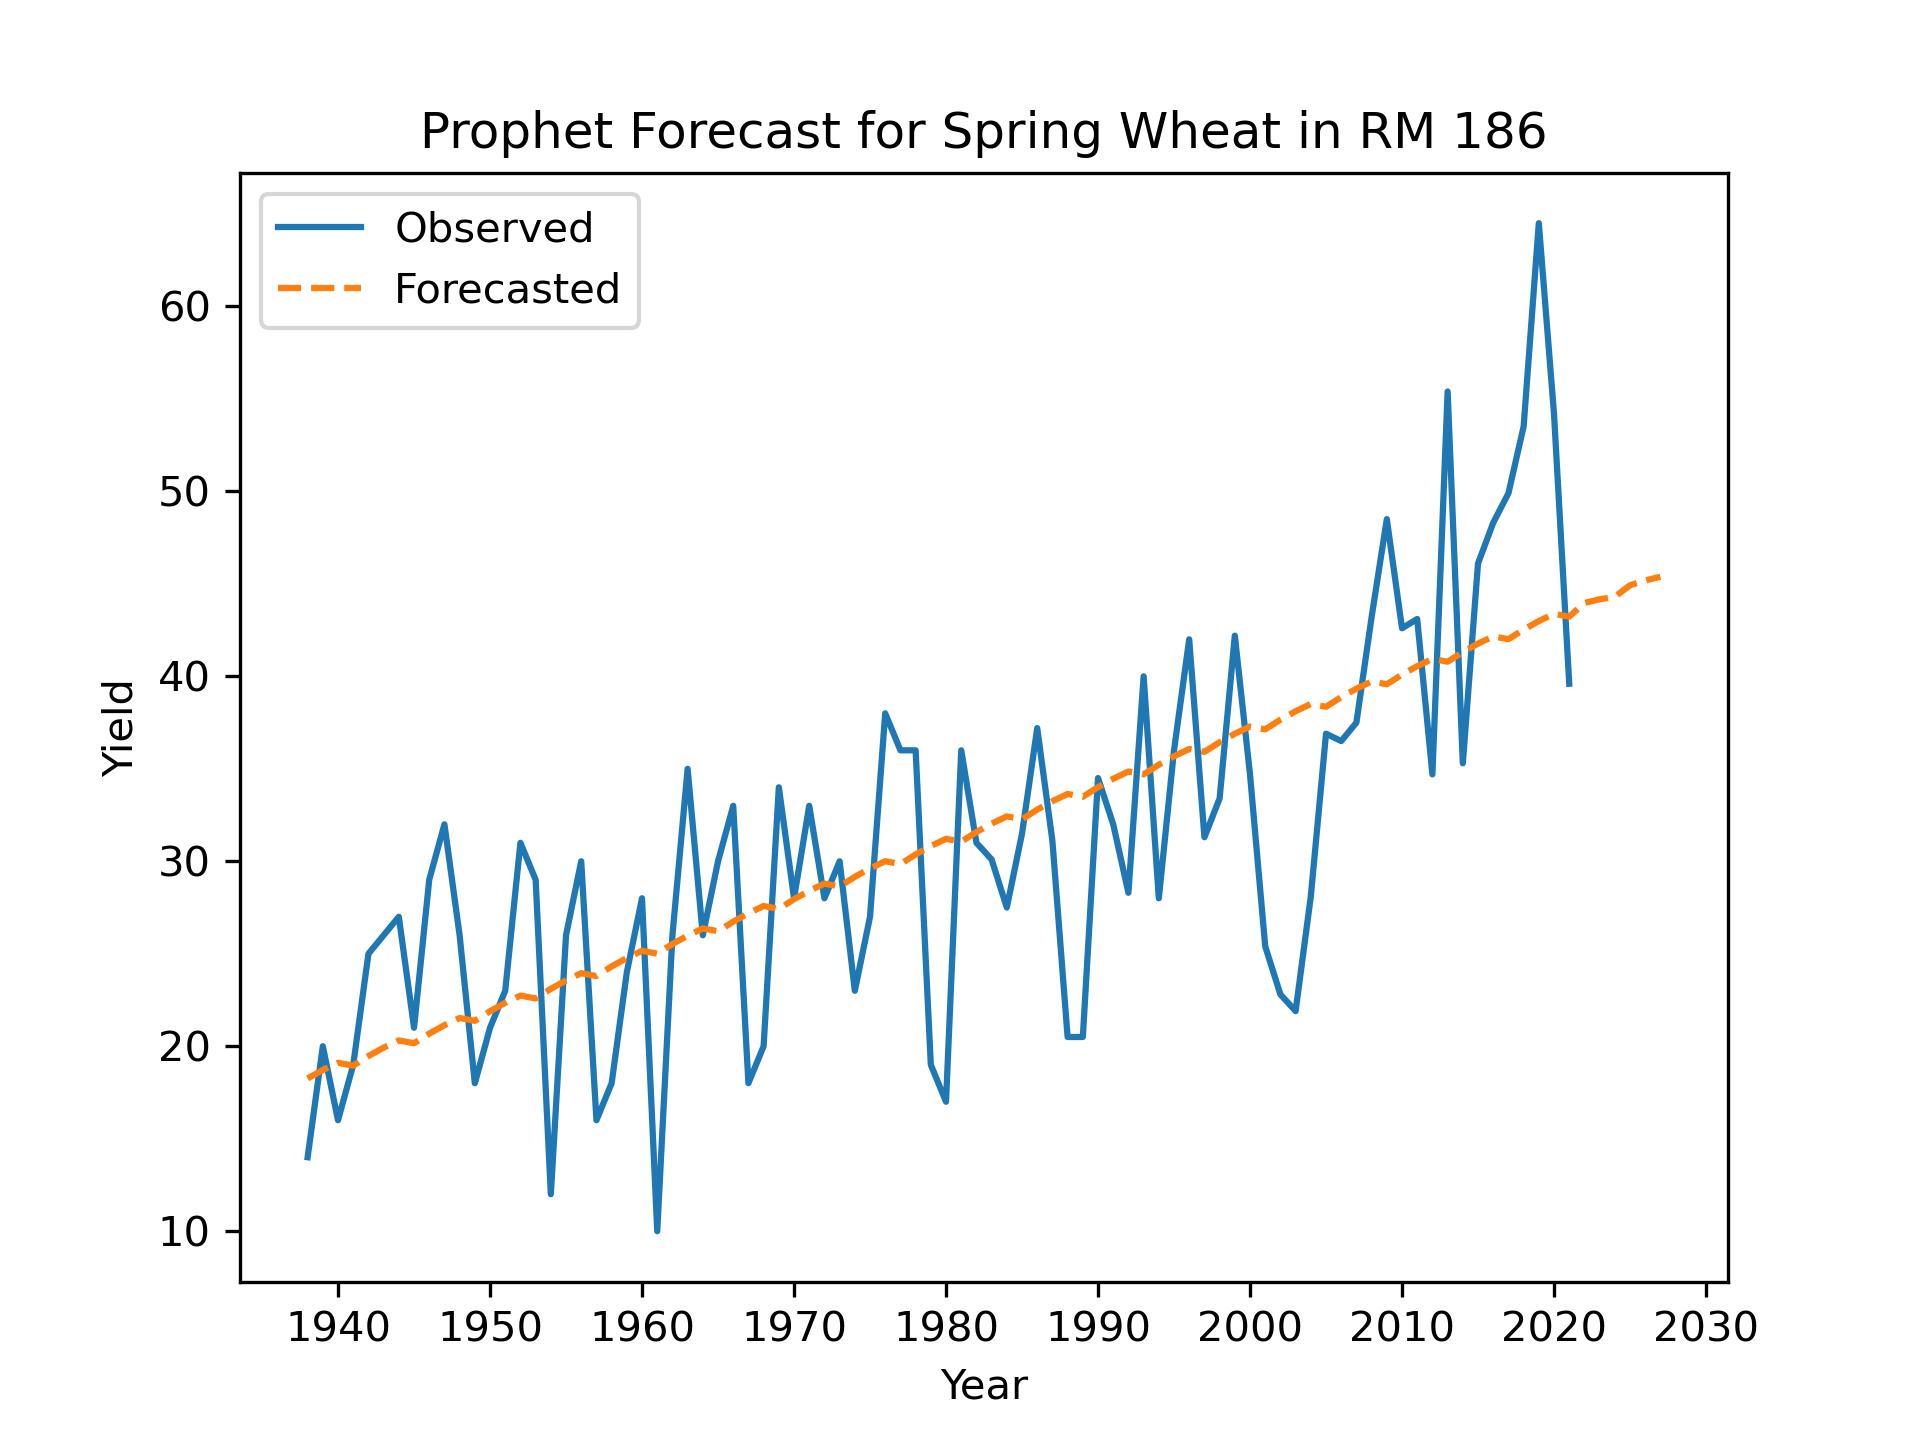 Prophet Forecast for Spring Wheat in RM 186
Observed
Forecasted
60
50
40
30
20
10
Yield
1940 1950 1960 1970 1980 1990 2000 2010 2020 2030
Year